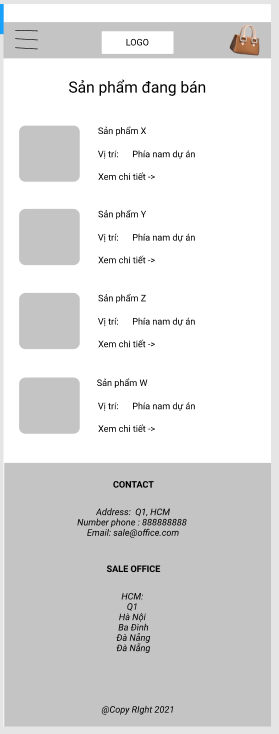 LOGO
Sản phẩm đang bán
Sản phẩm X
Vị trí: Phía nam dự án
Xem chi tiết ->
Sản phẩm Y
Vị trí: Phía nam dự án
Xem chi tiết ->
Sản phẩm Z
Vị trí: Phía nam dự án
Xem chi tiết ->
Sản phẩm W
Vị trí: Phía nam dự án
Xem chi tiết ->
CONTACT
Address: Q1, HCM
Number phone : 888888888
Email: sale@office.com
SALE OFFICE
HCM:
Q1
Hà Nội
Ba Đình
Đà Nẵng
Đà Nẵng
@Copy RIght 2021